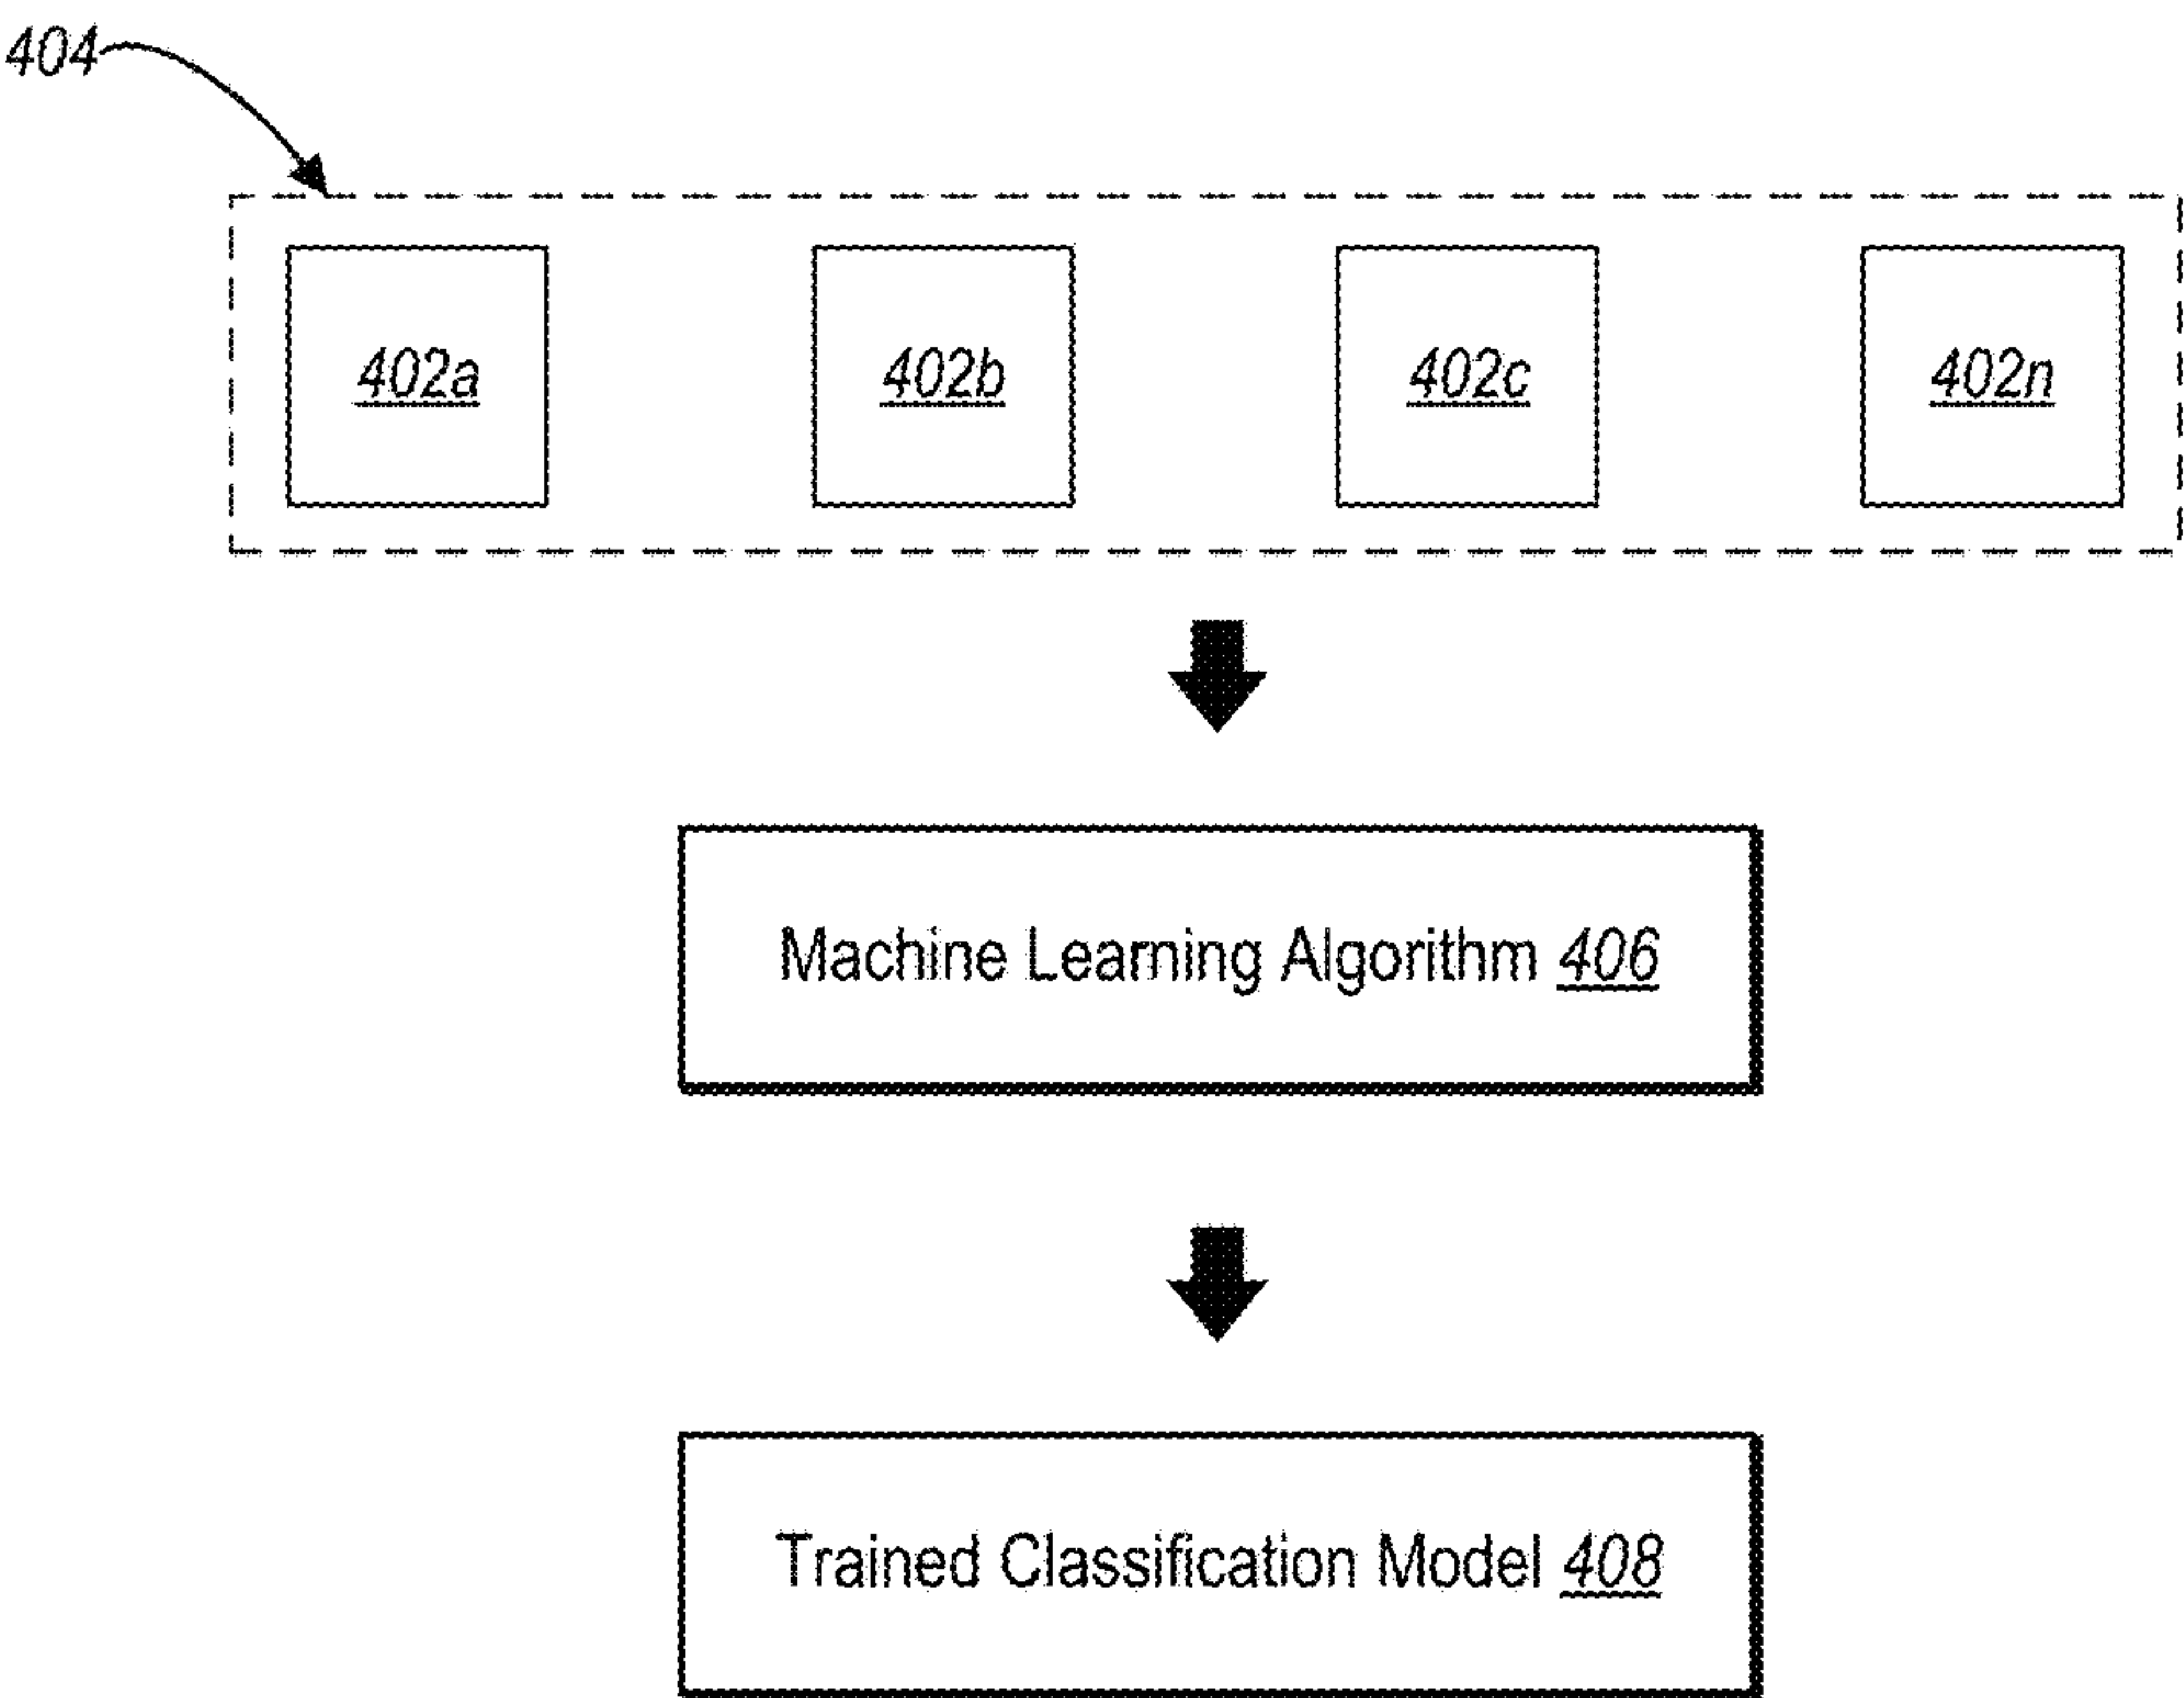 404
402a 402b 402c 402n
Machine Learning Algorithm 406
Trained Classification Model 408